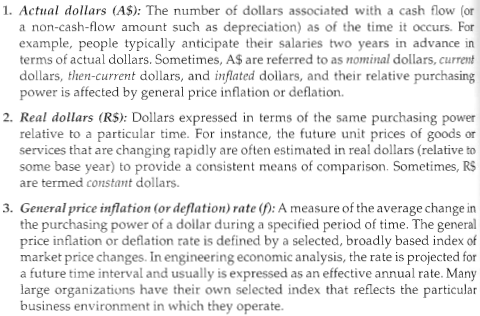 1. Actual dollars (A$): The number of dollars associated with a cash flow (or
a non-cash-flow amount such as depreciation) as of the time it occurs. For
example, people typically anticipate their salaries two years in advance in
terms of actual dollars. Sometimes, A$ are referred to as nominal dollars, current
dollars, then-current dollars, and inflated dollars, and their relative purchasing
power is affected by general price inflation or deflation.
2. Real dollars (R$): Dollars expressed in terms of the same purchasing power
relative to a particular time. For instance, the future unit prices of goods or
services that are changing rapidly are often estimated in real dollars (relative to
some base year) to provide a consistent means of comparison. Sometimes, R$
are termed constant dollars.
3. General price inflation (or deflation) rate (f): A measure of the average change in
the purchasing power of a dollar during a specified period of time. The general
price inflation or deflation rate is defined by a selected, broadly based index of
market price changes. In engineering economic analysis, the rate is projected for
a future time interval and usually is expressed as an effective annual rate. Many
large organizations have their own selected index that reflects the particular
business environment in which they operate.